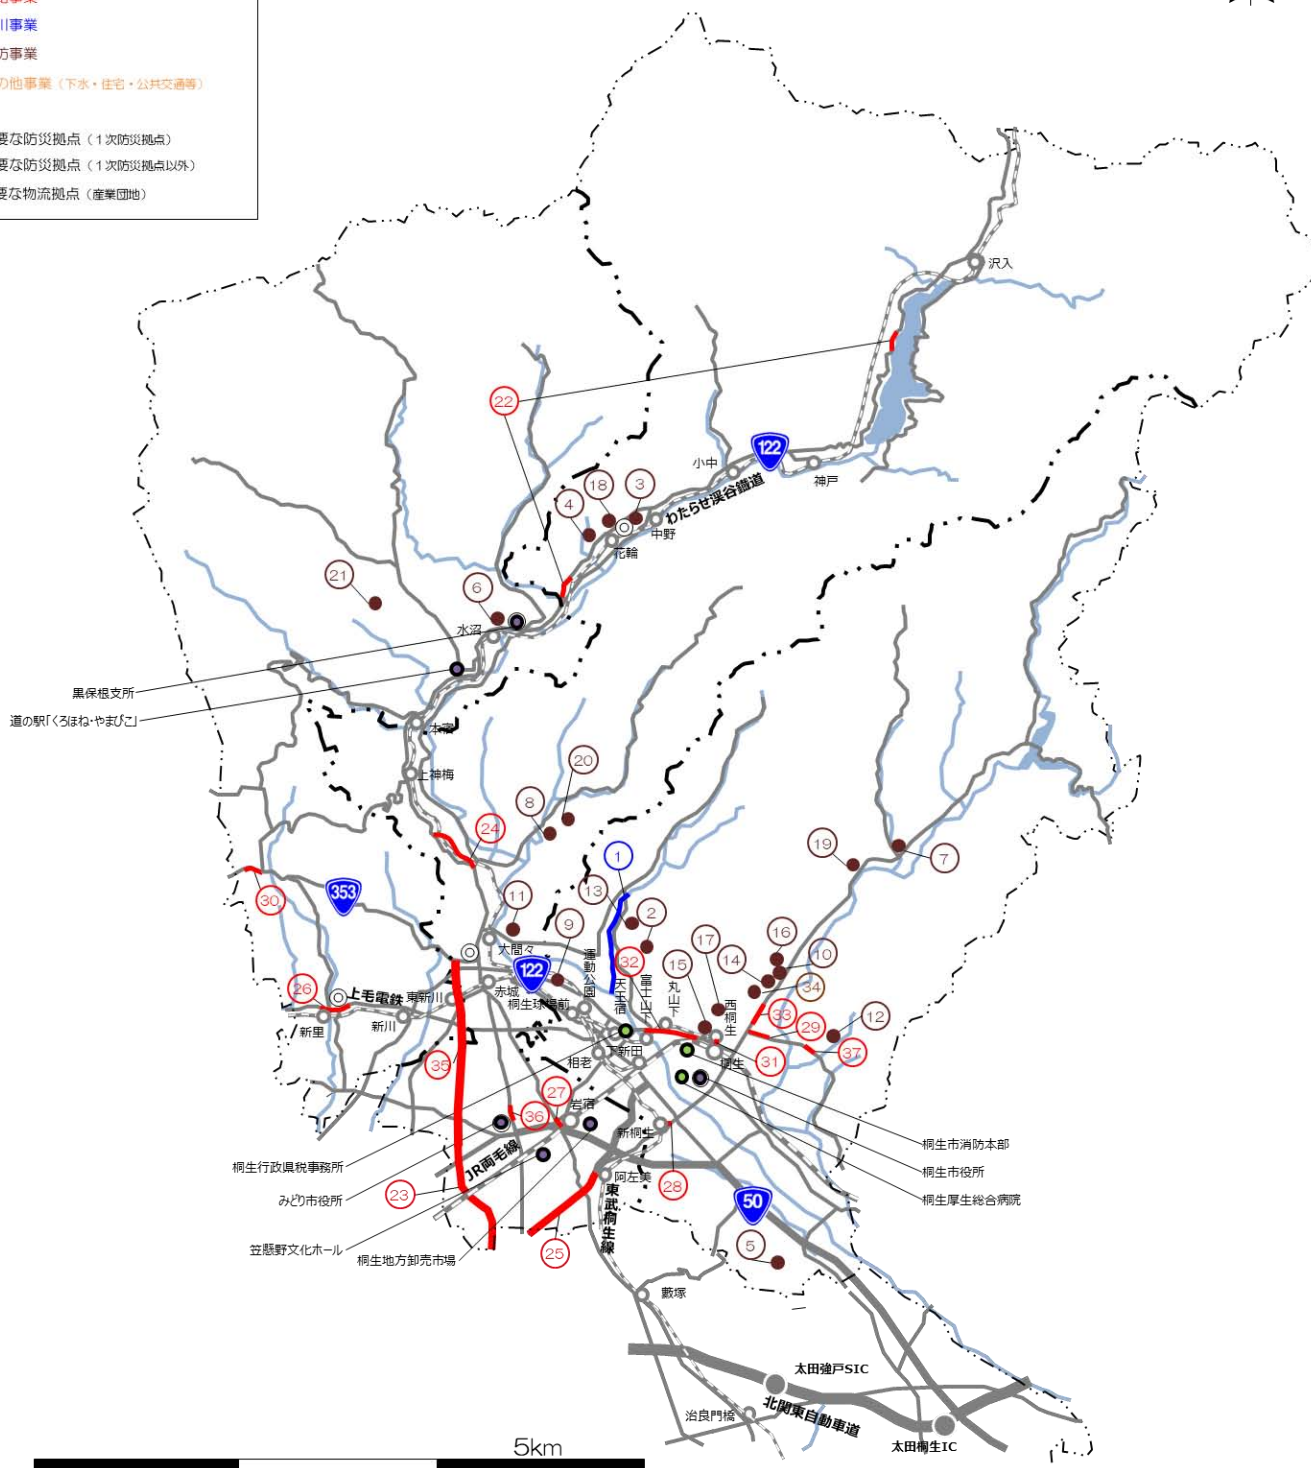 川事業
防事業
の他事業（下水・住宅・公共交通等）
要な防災拠点（1次防災拠点）
要な防災拠点（1次防災拠点以外）
要な物流拠点（産業団地）
沢入
22
122
小中
神戸
わたらせ渓谷鐵道
18
3
4
中野
花輪
21
6
水沼
黒保根支所
道の駅「くろほね・やまびこ」
本宿
上神梅
20
8
24
1
19
7
30
353
13
2
11
9
大間々
122
運動公園
32
天王宿
富士山下
15
17
丸山下
14
16
10
34
西桐生
33
29
12
37
31
桐生
26
上毛電鉄
東新川
赤城
桐生球場前
新里
新川
相老
下新田
35
27
岩宿
36
新桐生
28
桐生市消防本部
桐生市役所
桐生厚生総合病院
桐生行政県税事務所
みどり市役所
笠懸野文化ホール
桐生地方卸売市場
JR両毛線
23
25
阿左美
東武桐生線
50
5
藪塚
太田強戸SIC
北関東自動車道
治良門橋
太田桐生IC
5km